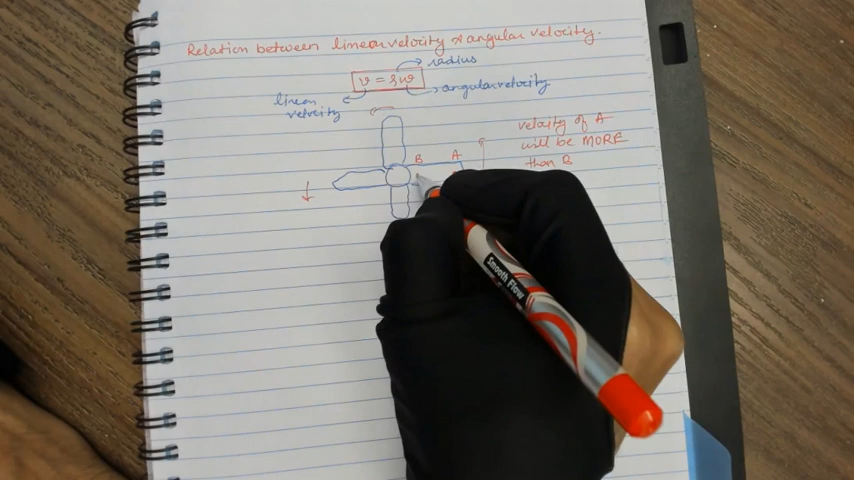 Relation between linear velocity & angular velocity.
v = rω
radius
angular velocity
linear
velocity
velocity of A
will be MORE
than B
B
A
Smooth Flow